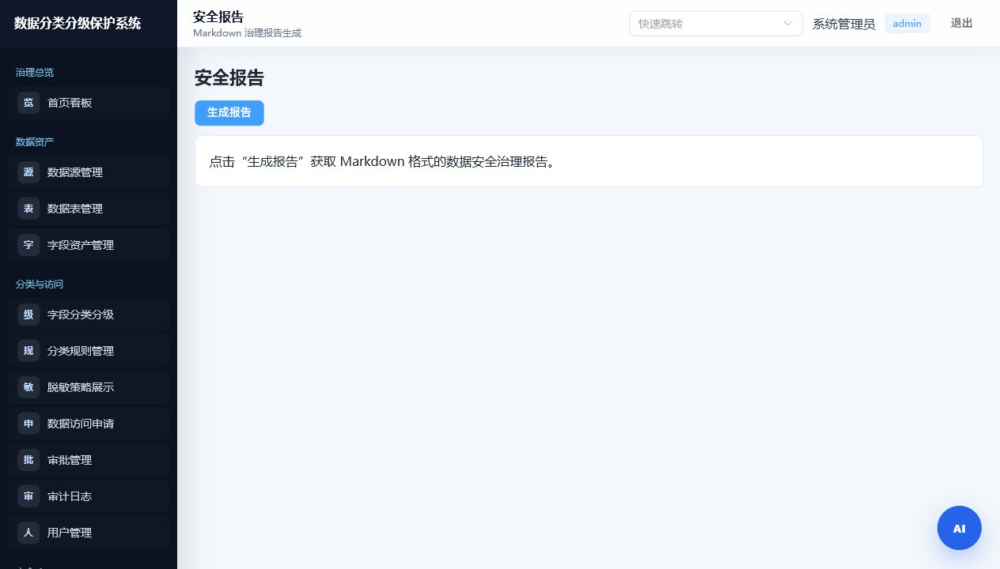 数据分类分级保护系统
治理总览
览 首页看板
数据资产
源 数据源管理
表 数据表管理
字 字段资产管理
分类与访问
级 字段分类分级
规 分类规则管理
敏 脱敏策略展示
申 数据访问申请
批 审批管理
审 审计日志
人 用户管理
安全报告
Markdown 治理报告生成
快速跳转
系统管理员
admin
退出
安全报告
生成报告
点击“生成报告”获取 Markdown 格式的数据安全治理报告。
AI